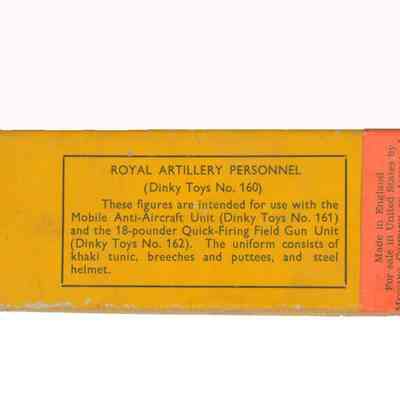 ROYAL ARTILLERY PERSONNEL
(Dinky Toys No. 160)
These figures are intended for use with the
Mobile Anti-Aircraft Unit (Dinky Toys No. 161)
and the 18-pounder Quick-Firing Field Gun Unit
(Dinky Toys No. 162). The uniform consists of
khaki tunic, breeches and puttees, and steel
helmet.
Made in England
For sale in United States by